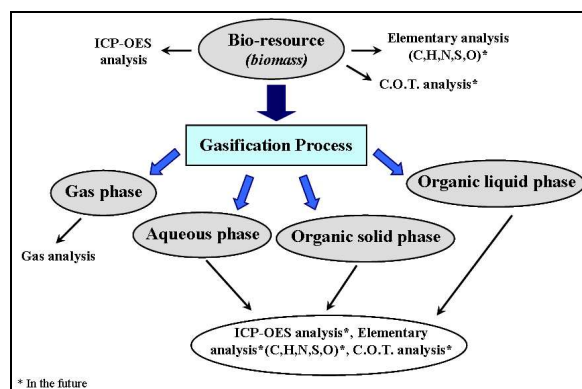 ICP-OES
analysis
Bio-resource
(biomass)
Elementary analysis
(C,H,N,S,O)*
C.O.T. analysis*
Gasification Process
Gas phase
Organic liquid phase
Aqueous phase
Organic solid phase
Gas analysis
ICP-OES analysis*, Elementary
analysis*(C,H,N,S,O)*, C.O.T. analysis*
* In the future